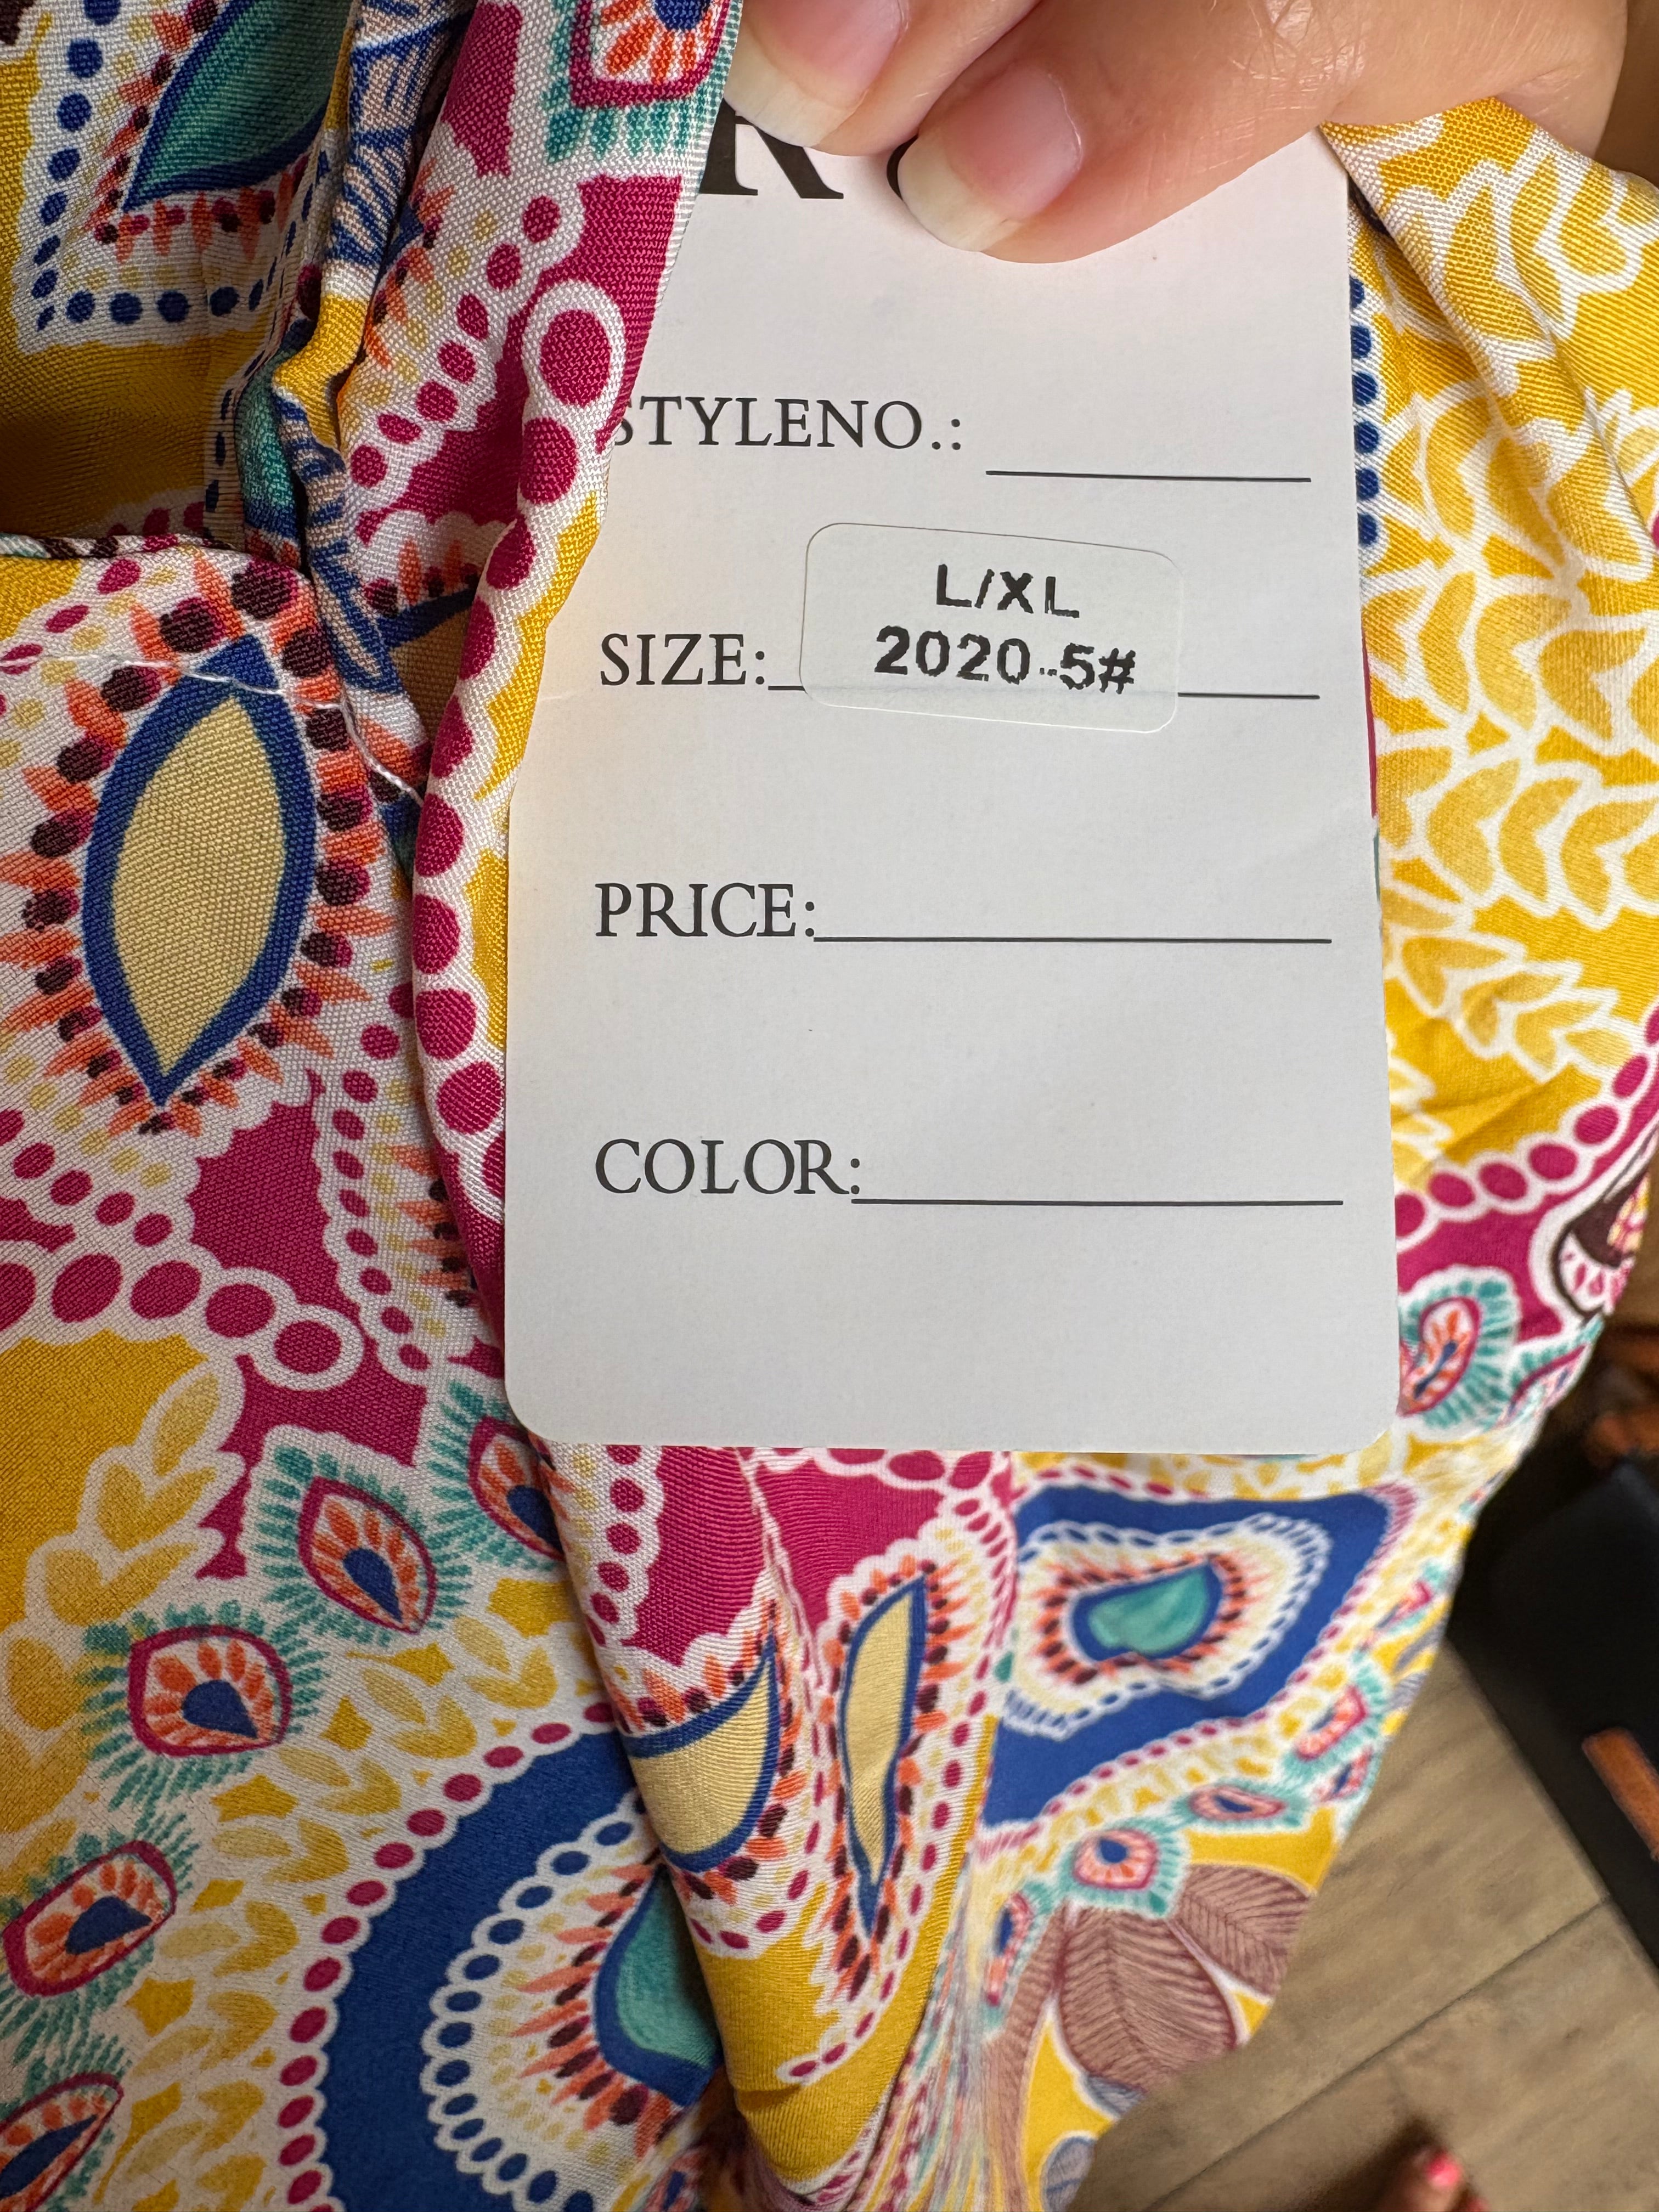 STYLENO.:
L/XL
SIZE: 2020-5#
PRICE:
COLOR: